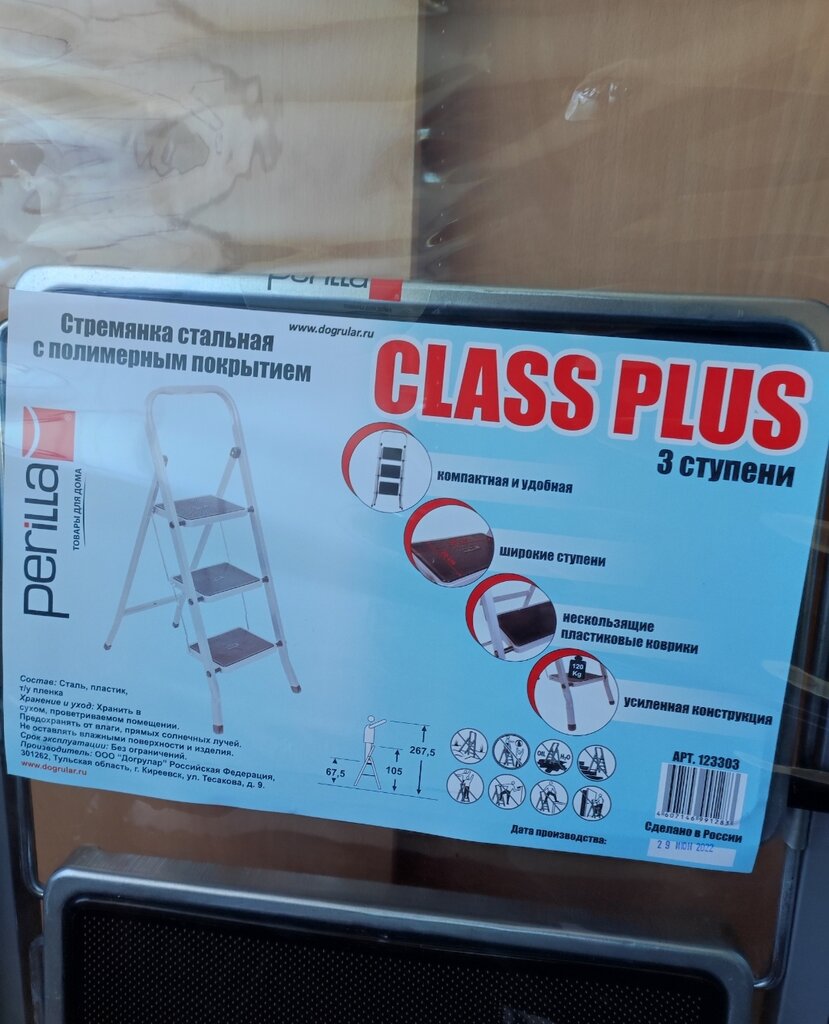 perilla
Стремянка стальная
с полимерным покрытием
www.dogrular.ru
CLASS PLUS
3 ступени
perilla
ТОВАРЫ ДЛЯ ДОМА
компактная и удобная
широкие ступени
нескользящие
пластиковые коврики
120
Kg
усиленная конструкция
Состав: Сталь, пластик,
т/у пленка
Хранение и уход: Хранить в
сухом, проветриваемом помещении.
Предохранять от влаги, прямых солнечных лучей.
Не оставлять влажными поверхности и изделия.
Срок эксплуатации: Без ограничений.
Производитель: ООО "Догрулар" Российская Федерация,
301262, Тульская область, г. Киреевск, ул. Тесакова, д. 9.
www.dogrular.ru
67,5
105
267,5
OIL
H2O
АРТ. 123303
Сделано в России
Дата производства:
29 ИЮН 2022